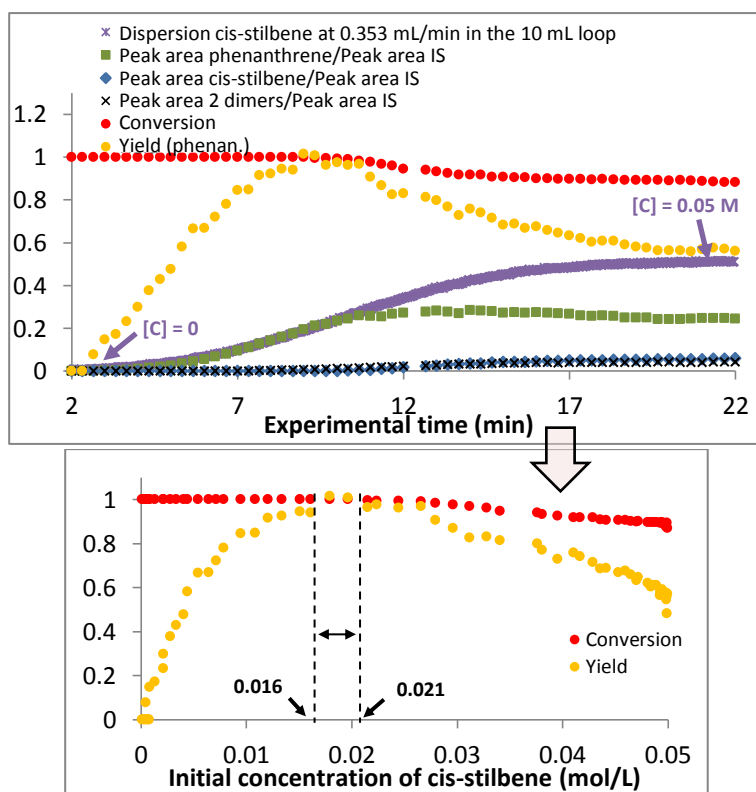 Dispersion cis-stilbene at 0.353 mL/min in the 10 mL loop
Peak area phenanthrene/Peak area IS
Peak area cis-stilbene/Peak area IS
Peak area 2 dimers/Peak area IS
Conversion
Yield (phenan.)
1.2
1
0.8
0.6
0.4
0.2
0
[C] = 0.05 M
[C] = 0
2 7 12 17 22
Experimental time (min)
1
0.8
0.6
0.4
0.2
0
Conversion
Yield
0.016
0.021
0 0.01 0.02 0.03 0.04 0.05
Initial concentration of cis-stilbene (mol/L)